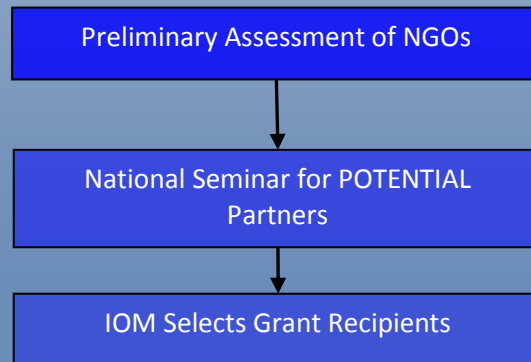 Preliminary Assessment of NGOs
National Seminar for POTENTIAL
Partners
IOM Selects Grant Recipients